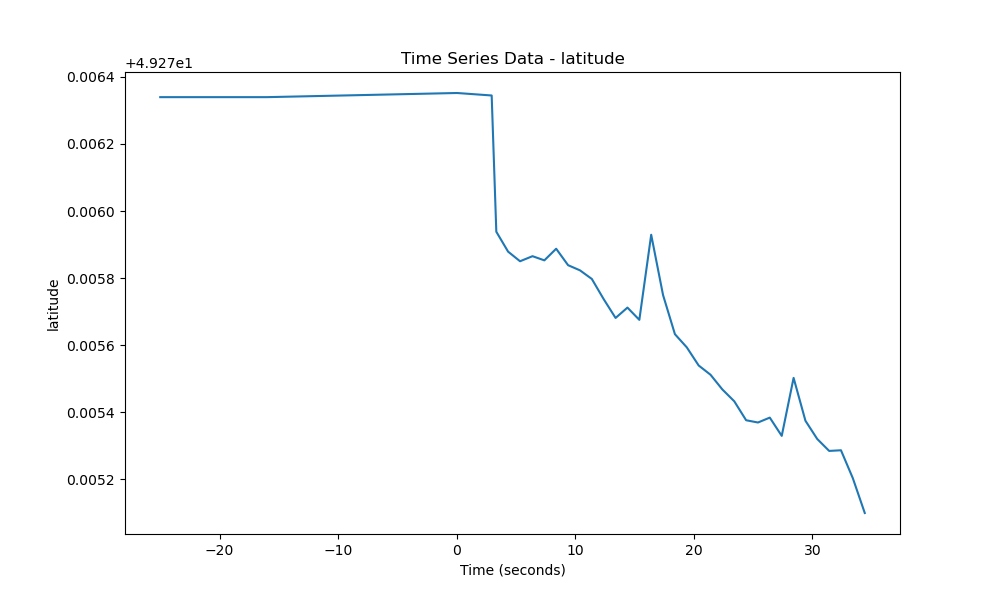 Time Series Data - latitude
+4.927e1
0.0064
0.0062
0.0060
0.0058
0.0056
0.0054
0.0052
latitude
−20 −10 0 10 20 30
Time (seconds)